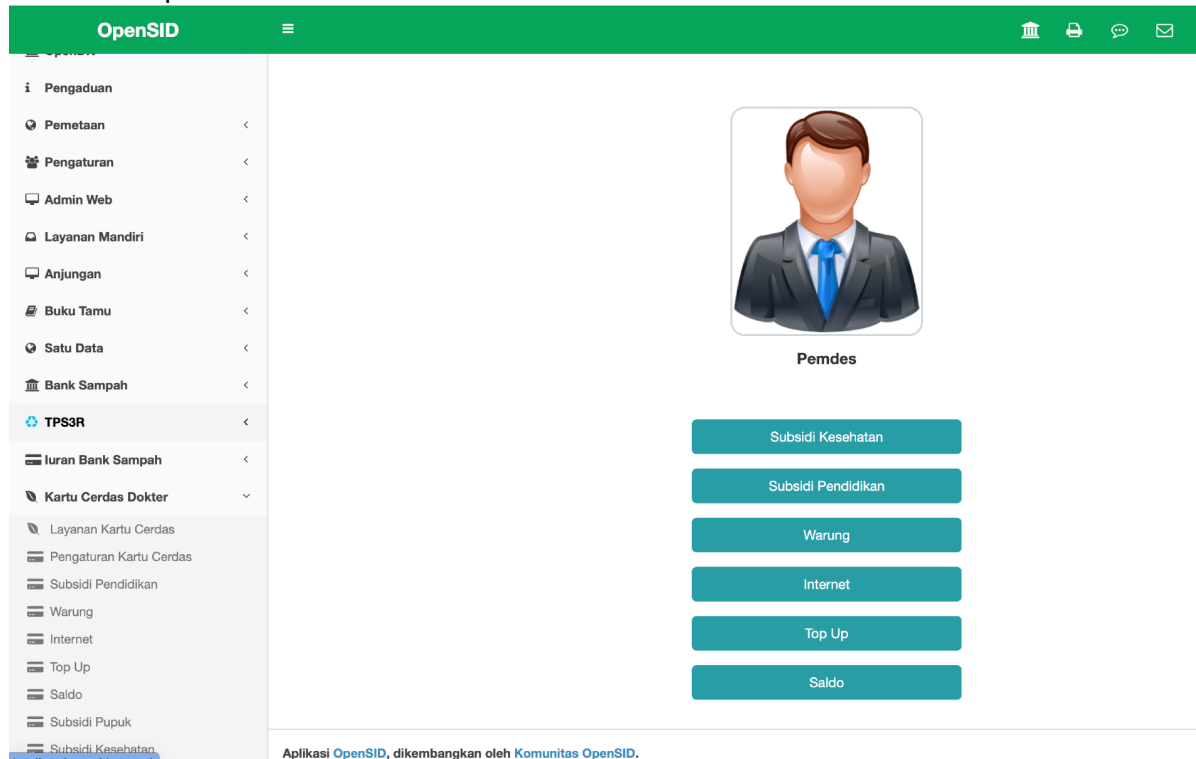 OpenSID
Pengaduan
Pemetaan
Pengaturan
Admin Web
Layanan Mandiri
Anjungan
Buku Tamu
Satu Data
Bank Sampah
TPS3R
Iuran Bank Sampah
Kartu Cerdas Dokter
Layanan Kartu Cerdas
Pengaturan Kartu Cerdas
Subsidi Pendidikan
Warung
Internet
Top Up
Saldo
Subsidi Pupuk
Subsidi Kesehatan
Pemdes
Subsidi Kesehatan
Subsidi Pendidikan
Warung
Internet
Top Up
Saldo
Aplikasi OpenSID, dikembangkan oleh Komunitas OpenSID.